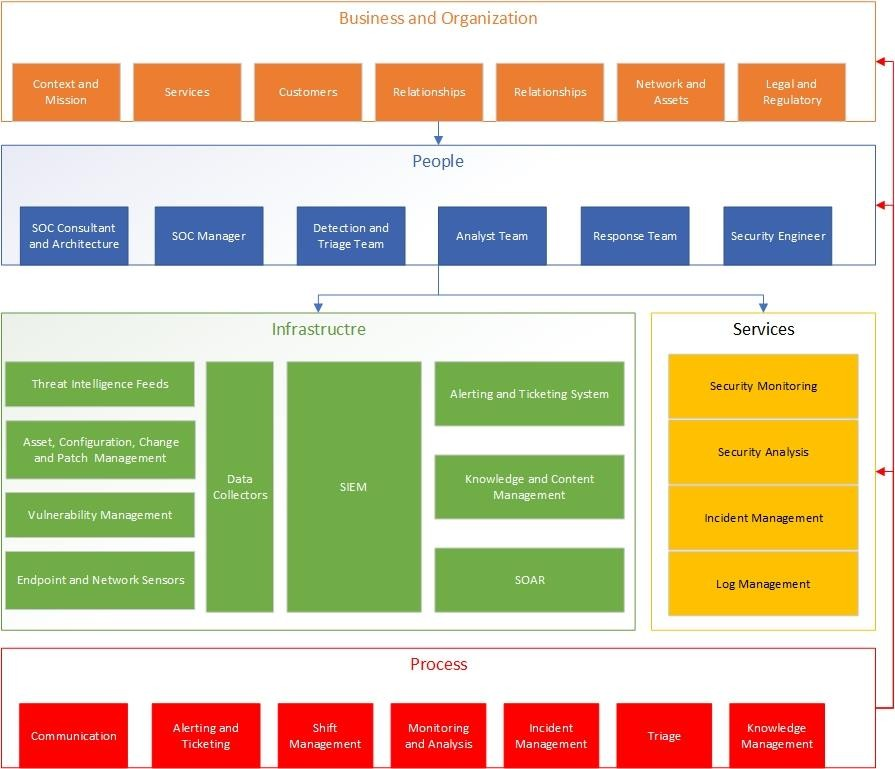 Business and Organization
Context and
Mission
Services
Customers
Relationships
Relationships
Network and
Assets
Legal and
Regulatory
People
SOC Consultant
and Architecture
SOC Manager
Detection and
Triage Team
Analyst Team
Response Team
Security Engineer
Infrastructre
Threat Intelligence Feeds
Asset, Configuration, Change
and Patch Management
Vulnerability Management
Endpoint and Network Sensors
Data
Collectors
SIEM
Alerting and Ticketing System
Knowledge and Content
Management
SOAR
Services
Security Monitoring
Security Analysis
Incident Management
Log Management
Process
Communication
Alerting and
Ticketing
Shift
Management
Monitoring
and Analysis
Incident
Management
Triage
Knowledge
Management